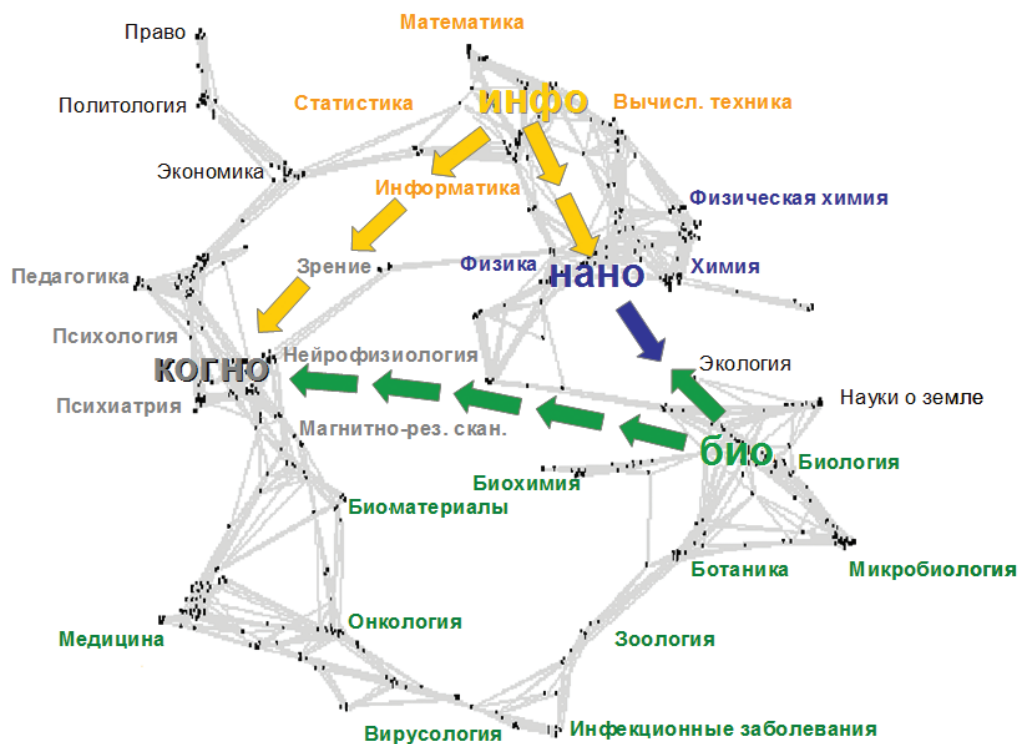 Математика
Право
Политология
Статистика
инфо
Вычисл. техника
Экономика
Информатика
Физическая химия
Педагогика
Зрение
Физика
нано
Химия
Психология
Нейрофизиология
когно
Экология
Психиатрия
Науки о земле
Магнитно-рез. скан.
био
Биология
Биохимия
Биоматериалы
Ботаника
Микробиология
Медицина
Онкология
Зоология
Вирусология
Инфекционные заболевания